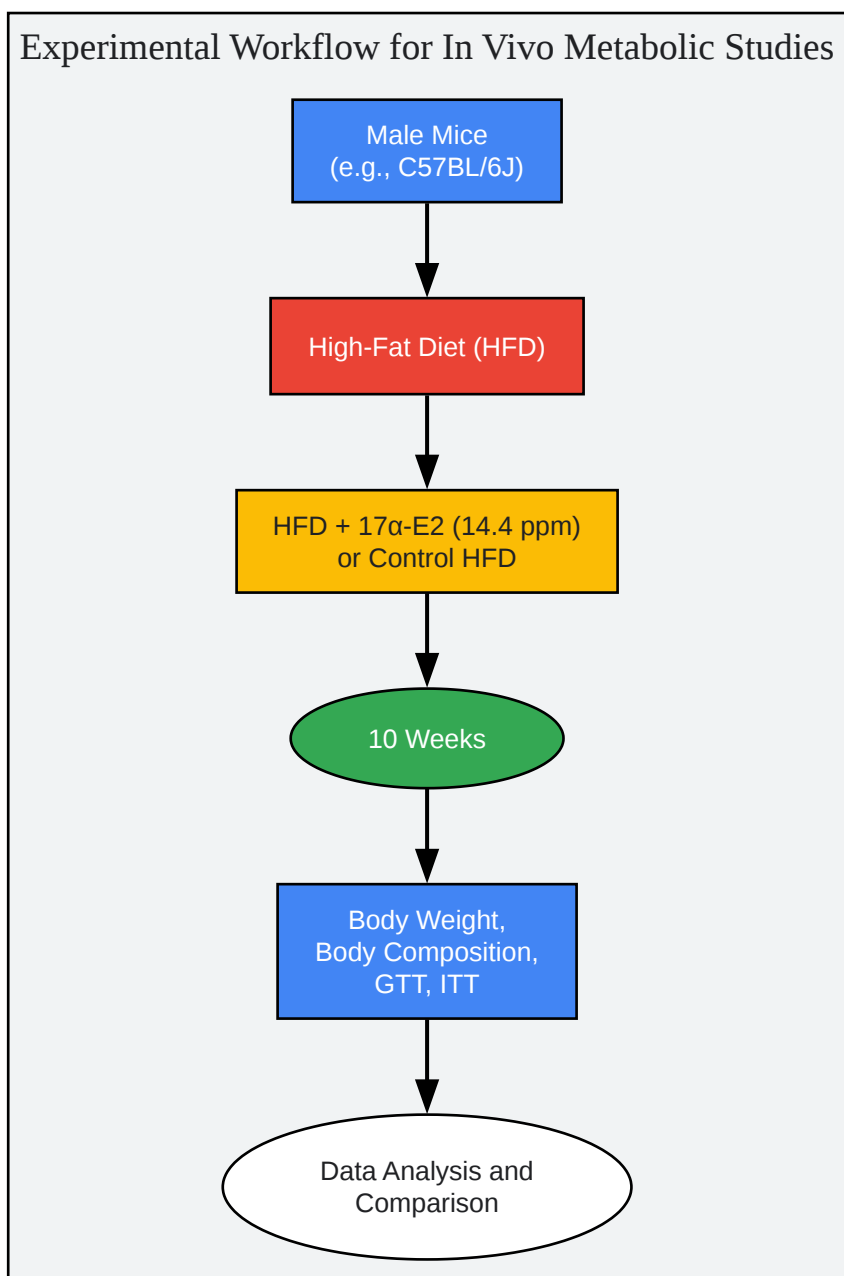 Experimental Workflow for In Vivo Metabolic Studies
Male Mice
(e.g., C57BL/6J)
High-Fat Diet (HFD)
HFD + 17α-E2 (14.4 ppm)
or Control HFD
10 Weeks
Body Weight,
Body Composition,
GTT, ITT
Data Analysis and
Comparison